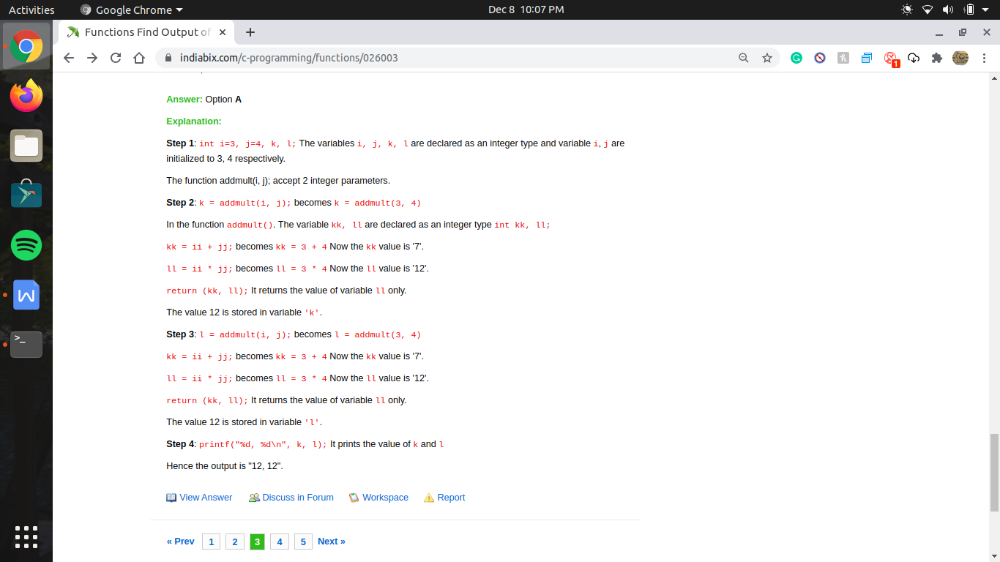 Activities
Google Chrome
Dec 8 10:07 PM
Functions Find Output of
indiabix.com/c-programming/functions/026003
1
Answer: Option A
Explanation:
Step 1: int i=3, j=4, k, l; The variables i, j, k, l are declared as an integer type and variable i, j are
initialized to 3, 4 respectively.
The function addmult(i, j); accept 2 integer parameters.
Step 2: k = addmult(i, j); becomes k = addmult(3, 4)
In the function addmult(). The variable kk, ll are declared as an integer type int kk, ll;
kk = ii + jj; becomes kk = 3 + 4 Now the kk value is '7'.
ll = ii * jj; becomes ll = 3 * 4 Now the ll value is '12'.
return (kk, ll); It returns the value of variable ll only.
The value 12 is stored in variable 'k'.
Step 3: l = addmult(i, j); becomes l = addmult(3, 4)
kk = ii + jj; becomes kk = 3 + 4 Now the kk value is '7'.
ll = ii * jj; becomes ll = 3 * 4 Now the ll value is '12'.
return (kk, ll); It returns the value of variable ll only.
The value 12 is stored in variable 'l'.
Step 4: printf("%d, %d\n", k, l); It prints the value of k and l
Hence the output is "12, 12".
View Answer Discuss in Forum Workspace Report
« Prev 1 2 3 4 5 Next »